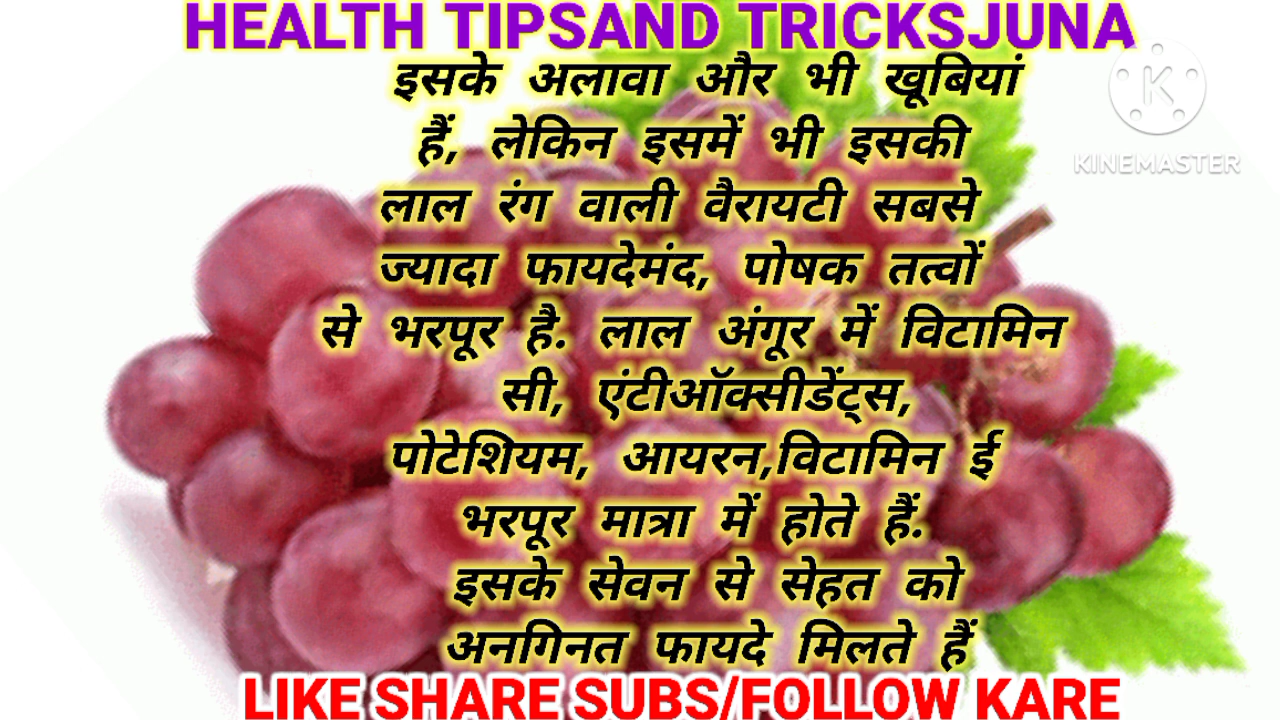 HEALTH TIPSAND TRICKSJUNA
इसके अलावा और भी खूबियां
हैं, लेकिन इसमें भी इसकी
लाल रंग वाली वैरायटी सबसे
ज्यादा फायदेमंद, पोषक तत्वों
से भरपूर है. लाल अंगूर में विटामिन
सी, एंटीऑक्सीडेंट्स,
पोटेशियम, आयरन,विटामिन ई
भरपूर मात्रा में होते हैं.
इसके सेवन से सेहत को
अनगिनत फायदे मिलते हैं
LIKE SHARE SUBS/FOLLOW KARE
K
KINEMASTER